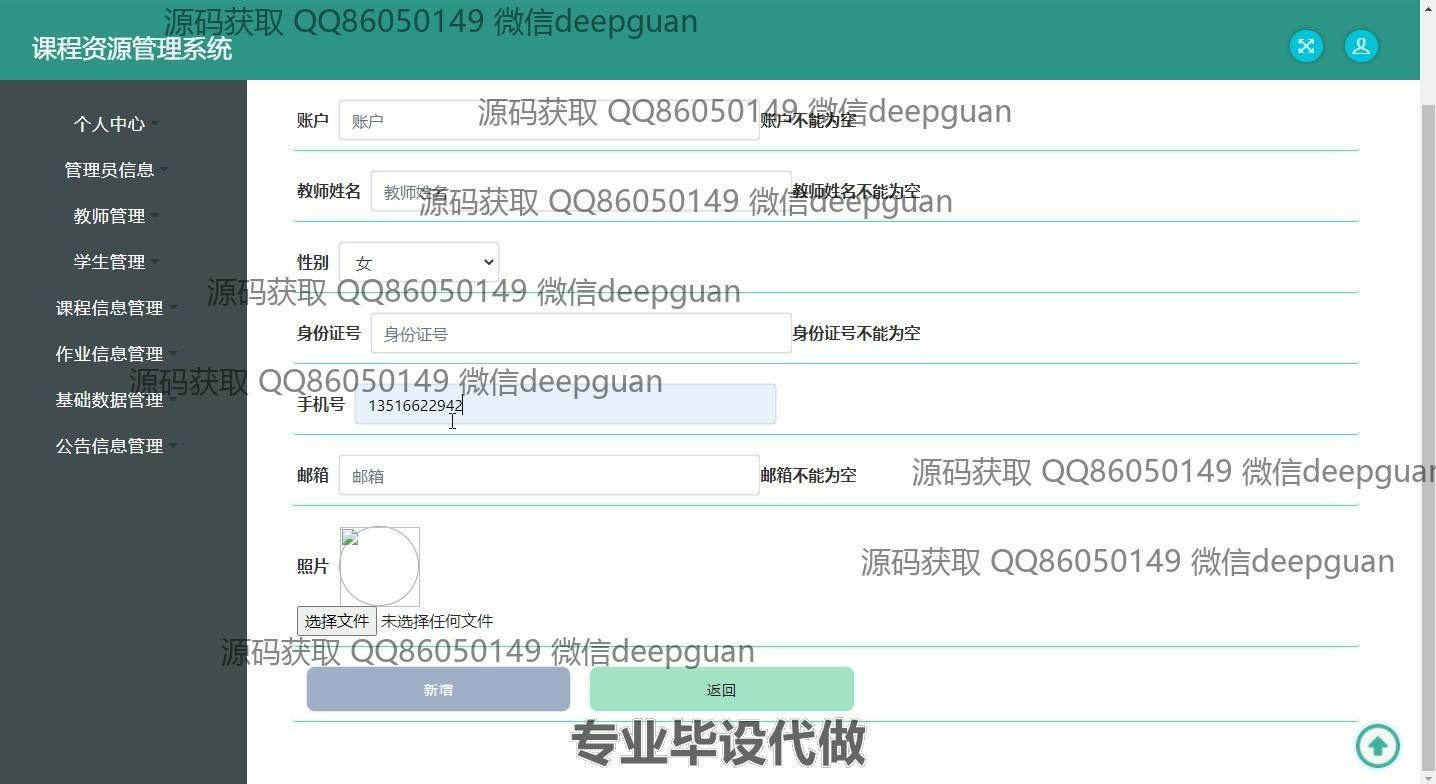 源码获取 QQ86050149 微信deepguan
课程资源管理系统
个人中心
管理员信息
教师管理
学生管理
课程信息管理
作业信息管理
基础数据管理
公告信息管理
源码获取 QQ86050149 微信deepguan
账户 账户 账户不能为空
教师姓名 教师姓名 教师姓名不能为空
源码获取 QQ86050149 微信deepguan
性别 女
源码获取 QQ86050149 微信deepguan
身份证号 身份证号 身份证号不能为空
源码获取 QQ86050149 微信deepguan
手机号 13516622942
邮箱 邮箱 邮箱不能为空
源码获取 QQ86050149 微信deepguan
源码获取 QQ86050149 微信deepguan
照片
选择文件 未选择任何文件
源码获取 QQ86050149 微信deepguan
新增 返回
专业毕设代做